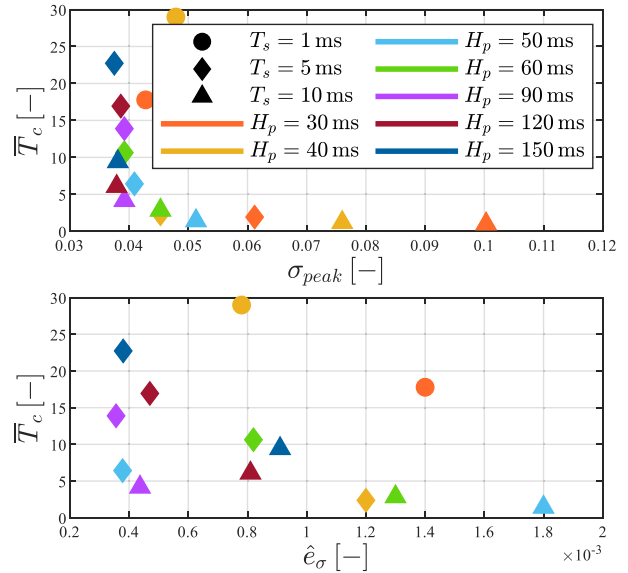 30
25
20
15
10
5
0
T̅c [−]
Ts = 1 ms
Ts = 5 ms
Ts = 10 ms
Hp = 30 ms
Hp = 40 ms
Hp = 50 ms
Hp = 60 ms
Hp = 90 ms
Hp = 120 ms
Hp = 150 ms
0.03 0.04 0.05 0.06 0.07 0.08 0.09 0.1 0.11 0.12
σpeak [−]
30
25
20
15
10
5
0
T̅c [−]
0.2 0.4 0.6 0.8 1 1.2 1.4 1.6 1.8 2
×10⁻³
êσ [−]